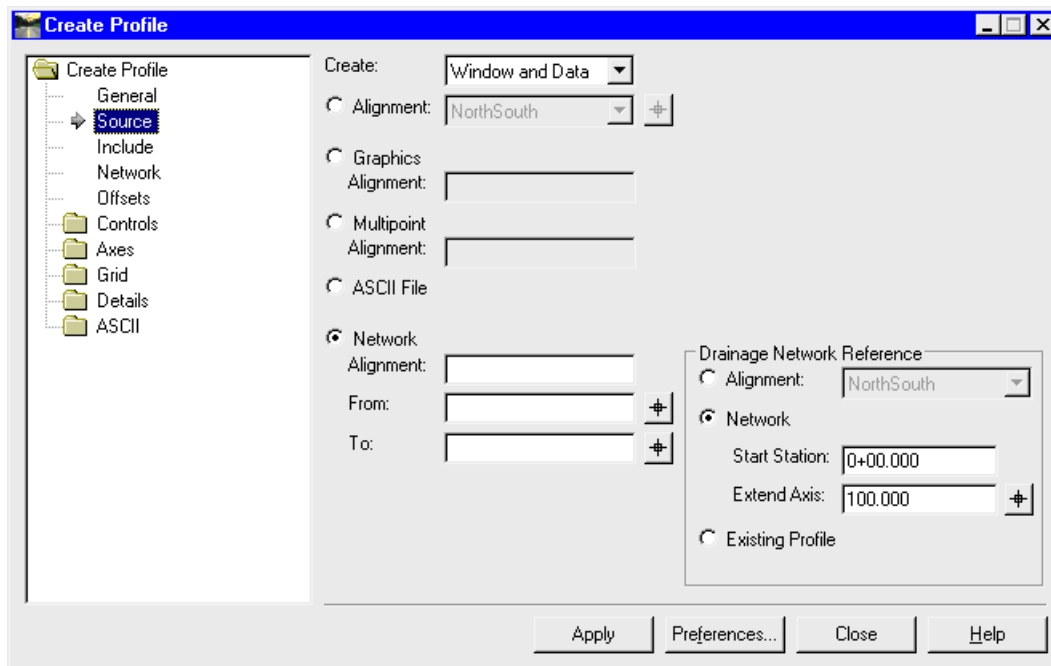 Create Profile
Create Profile
General
Source
Include
Network
Offsets
Controls
Axes
Grid
Details
ASCII
Create: Window and Data
Alignment: NorthSouth
Graphics
Alignment:
Multipoint
Alignment:
ASCII File
Network
Alignment:
From:
To:
Drainage Network Reference
Alignment: NorthSouth
Network
Start Station: 0+00.000
Extend Axis: 100.000
Existing Profile
Apply Preferences... Close Help